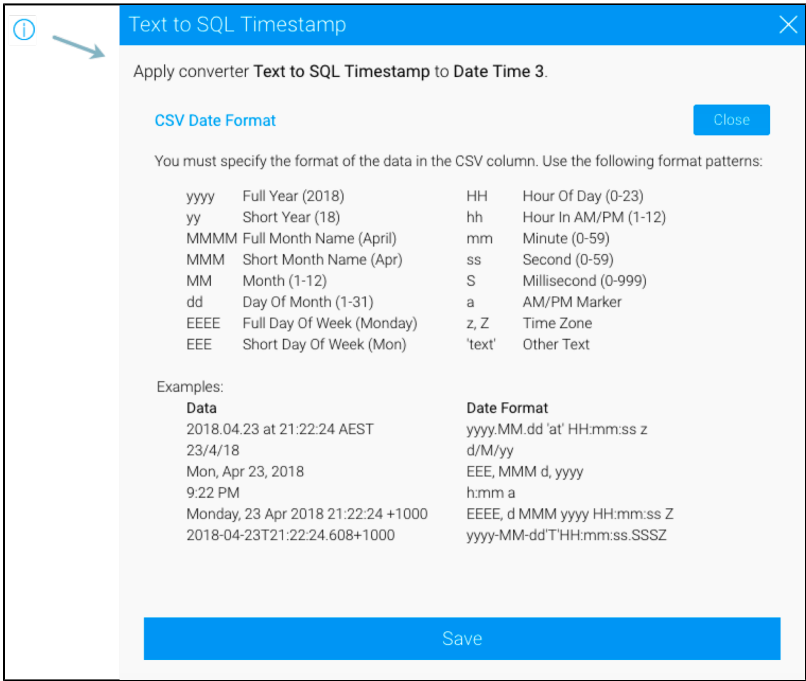 Text to SQL Timestamp
Apply converter Text to SQL Timestamp to Date Time 3.
CSV Date Format
Close
You must specify the format of the data in the CSV column. Use the following format patterns:
yyyy Full Year (2018) HH Hour Of Day (0-23)
yy Short Year (18) hh Hour In AM/PM (1-12)
MMMM Full Month Name (April) mm Minute (0-59)
MMM Short Month Name (Apr) ss Second (0-59)
MM Month (1-12) S Millisecond (0-999)
dd Day Of Month (1-31) a AM/PM Marker
EEEE Full Day Of Week (Monday) z, Z Time Zone
EEE Short Day Of Week (Mon) 'text' Other Text
Examples:
Data Date Format
2018.04.23 at 21:22:24 AEST yyyy.MM.dd 'at' HH:mm:ss z
23/4/18 d/M/yy
Mon, Apr 23, 2018 EEE, MMM d, yyyy
9:22 PM h:mm a
Monday, 23 Apr 2018 21:22:24 +1000 EEEE, d MMM yyyy HH:mm:ss Z
2018-04-23T21:22:24.608+1000 yyyy-MM-dd'T'HH:mm:ss.SSSZ
Save